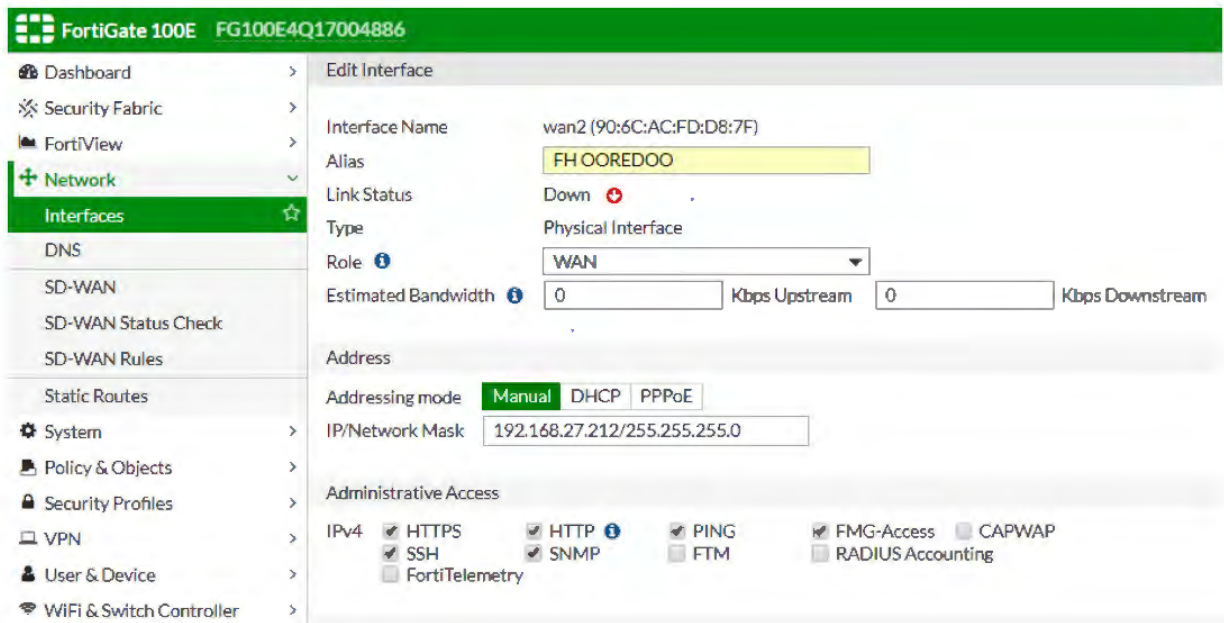 FortiGate 100E FG100E4Q17004886
Dashboard
Security Fabric
FortiView
Network
Interfaces
DNS
SD-WAN
SD-WAN Status Check
SD-WAN Rules
Static Routes
System
Policy & Objects
Security Profiles
VPN
User & Device
WiFi & Switch Controller
Edit Interface
Interface Name wan2 (90:6C:AC:FD:D8:7F)
Alias FH OOREDOO
Link Status Down
Type Physical Interface
Role WAN
Estimated Bandwidth 0 Kbps Upstream 0 Kbps Downstream
Address
Addressing mode Manual DHCP PPPoE
IP/Network Mask 192.168.27.212/255.255.255.0
Administrative Access
IPv4 HTTPS HTTP PING FMG-Access CAPWAP
SSH SNMP FTM RADIUS Accounting
FortiTelemetry